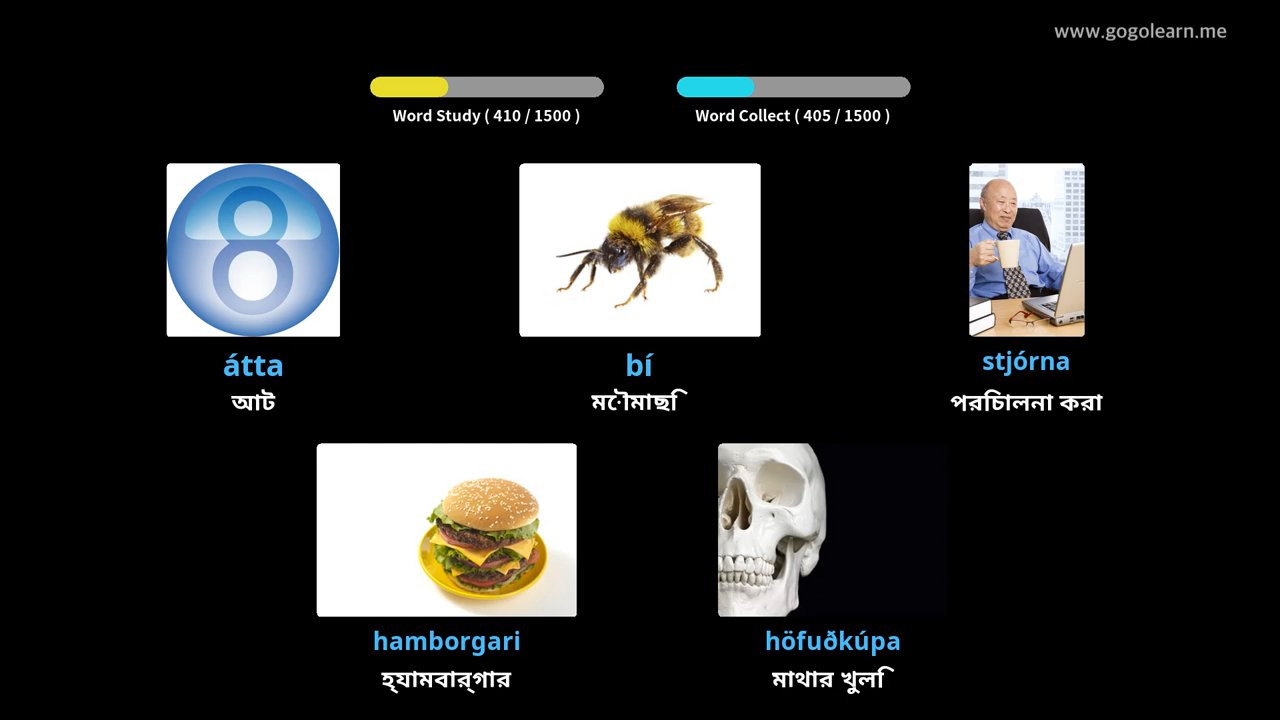 www.gogolearn.me
Word Study ( 410 / 1500 )
Word Collect ( 405 / 1500 )
8
átta
আট
bí
মৌমাছি
stjórna
পরিচালনা করা
hamborgari
হ্যামবার্গার
höfuðkúpa
মাথার খুলি